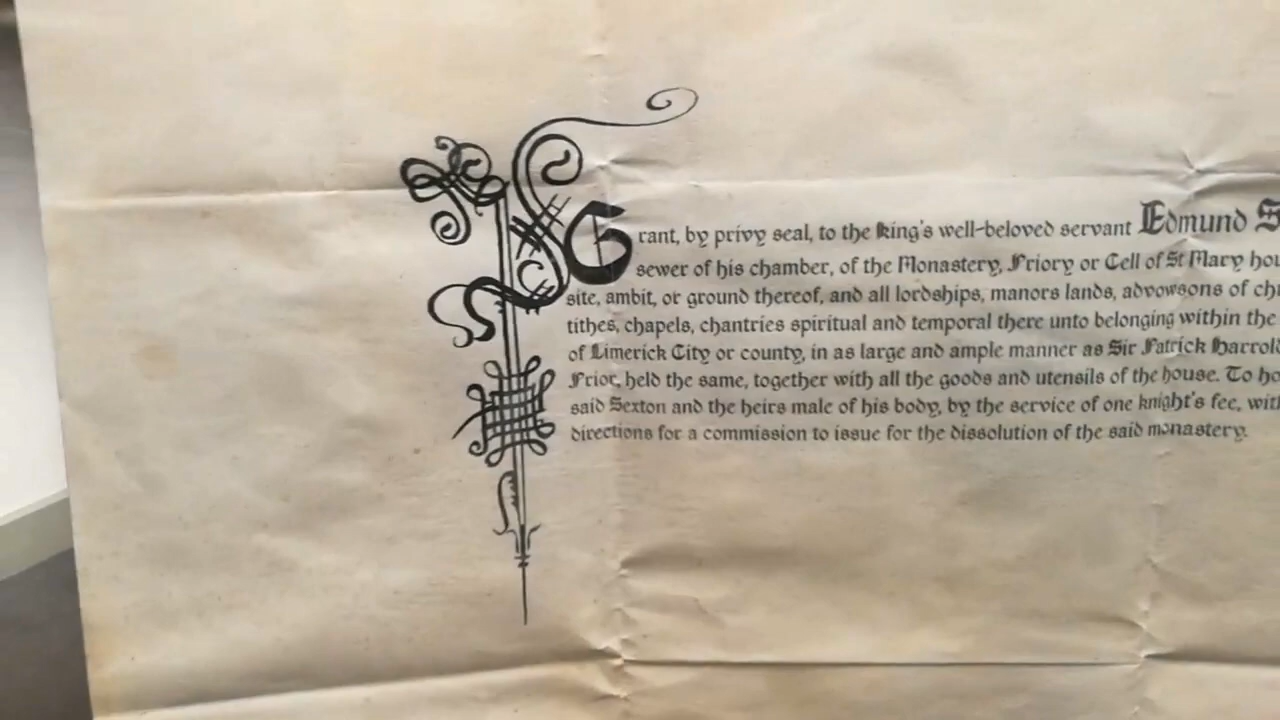 Grant, by privy seal, to the king's well-beloved servant Edmund
sewer of his chamber, of the Monastery, Priory or Cell of St Mary
site, ambit, or ground thereof, and all lordships, manors lands, advowsons of
tithes, chapels, chantries spiritual and temporal there unto belonging within the
of Limerick City or county, in as large and ample manner as Sir Patrick Harrold
Prior, held the same, together with all the goods and utensils of the house. To
said Sexton and the heirs male of his body, by the service of one knight's fee,
directions for a commission to issue for the dissolution of the said monastery.